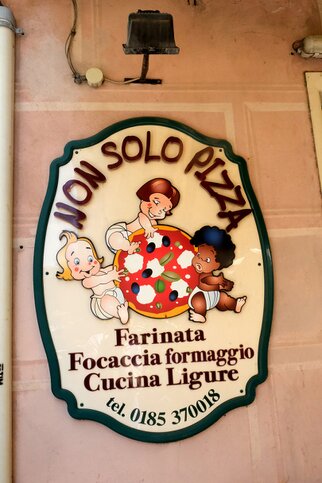 NON SOLO PIZZA
Farinata
Focaccia formaggio
Cucina Ligure
tel. 0185 370018